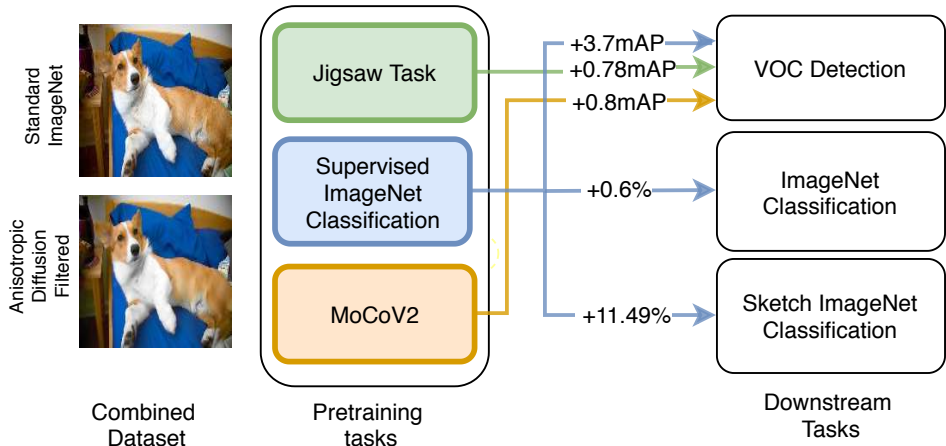 Standard
ImageNet
Anisotropic
Diffusion
Filtered
Combined
Dataset
Jigsaw Task
Supervised
ImageNet
Classification
MoCoV2
Pretraining
tasks
+3.7mAP
+0.78mAP
+0.8mAP
+0.6%
+11.49%
VOC Detection
ImageNet
Classification
Sketch ImageNet
Classification
Downstream
Tasks